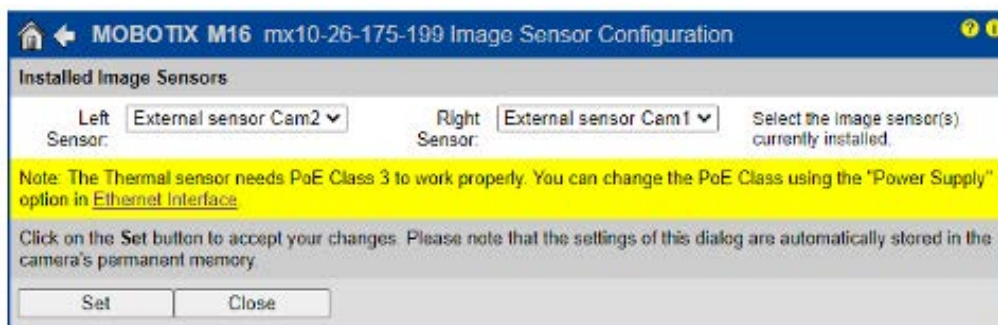 MOBOTIX M16 mx10-26-175-199 Image Sensor Configuration
Installed Image Sensors
Left Sensor: External sensor Cam2 Right Sensor: External sensor Cam1 Select the image sensor(s) currently installed.
Note: The Thermal sensor needs PoE Class 3 to work properly. You can change the PoE Class using the "Power Supply"
option in Ethernet Interface.
Click on the Set button to accept your changes. Please note that the settings of this dialog are automatically stored in the
camera's permanent memory.
Set Close